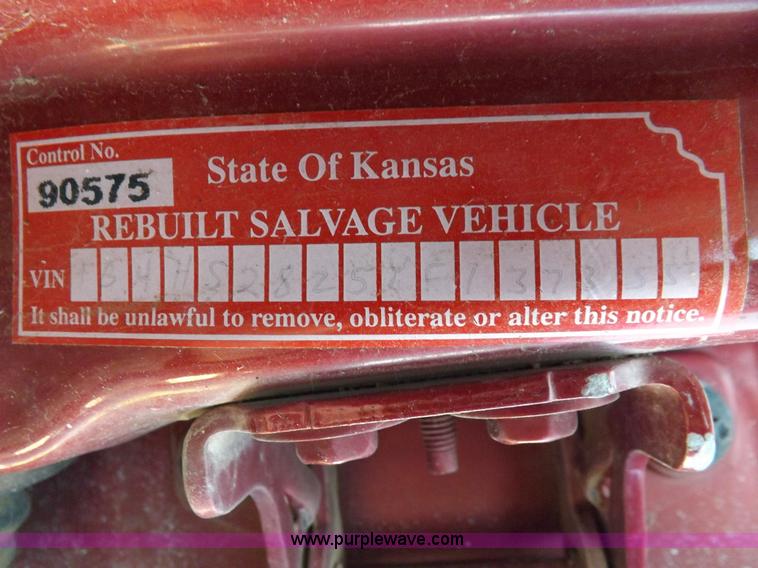 Control No.
90575
State Of Kansas
REBUILT SALVAGE VEHICLE
VIN
It shall be unlawful to remove, obliterate or alter this notice.
www.purplewave.com